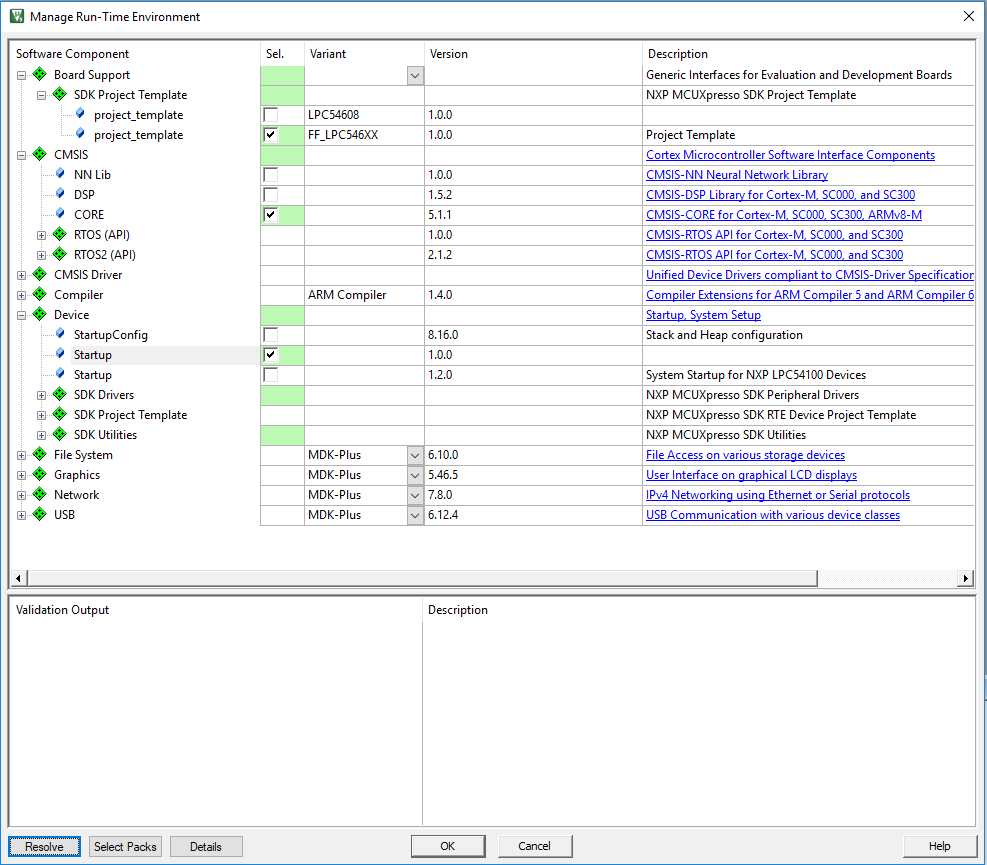 Manage Run-Time Environment
Software Component Sel. Variant Version Description
Board Support Generic Interfaces for Evaluation and Development Boards
SDK Project Template NXP MCUXpresso SDK Project Template
project_template LPC54608 1.0.0
project_template FF_LPC546XX 1.0.0 Project Template
CMSIS Cortex Microcontroller Software Interface Components
NN Lib 1.0.0 CMSIS-NN Neural Network Library
DSP 1.5.2 CMSIS-DSP Library for Cortex-M, SC000, and SC300
CORE 5.1.1 CMSIS-CORE for Cortex-M, SC000, SC300, ARMv8-M
RTOS (API) 1.0.0 CMSIS-RTOS API for Cortex-M, SC000, and SC300
RTOS2 (API) 2.1.2 CMSIS-RTOS API for Cortex-M, SC000, and SC300
CMSIS Driver Unified Device Drivers compliant to CMSIS-Driver Specification
Compiler ARM Compiler 1.4.0 Compiler Extensions for ARM Compiler 5 and ARM Compiler 6
Device Startup, System Setup
StartupConfig 8.16.0 Stack and Heap configuration
Startup 1.0.0
Startup 1.2.0 System Startup for NXP LPC54100 Devices
SDK Drivers NXP MCUXpresso SDK Peripheral Drivers
SDK Project Template NXP MCUXpresso SDK RTE Device Project Template
SDK Utilities NXP MCUXpresso SDK Utilities
File System MDK-Plus 6.10.0 File Access on various storage devices
Graphics MDK-Plus 5.46.5 User Interface on graphical LCD displays
Network MDK-Plus 7.8.0 IPv4 Networking using Ethernet or Serial protocols
USB MDK-Plus 6.12.4 USB Communication with various device classes
Validation Output Description
Resolve Select Packs Details OK Cancel Help